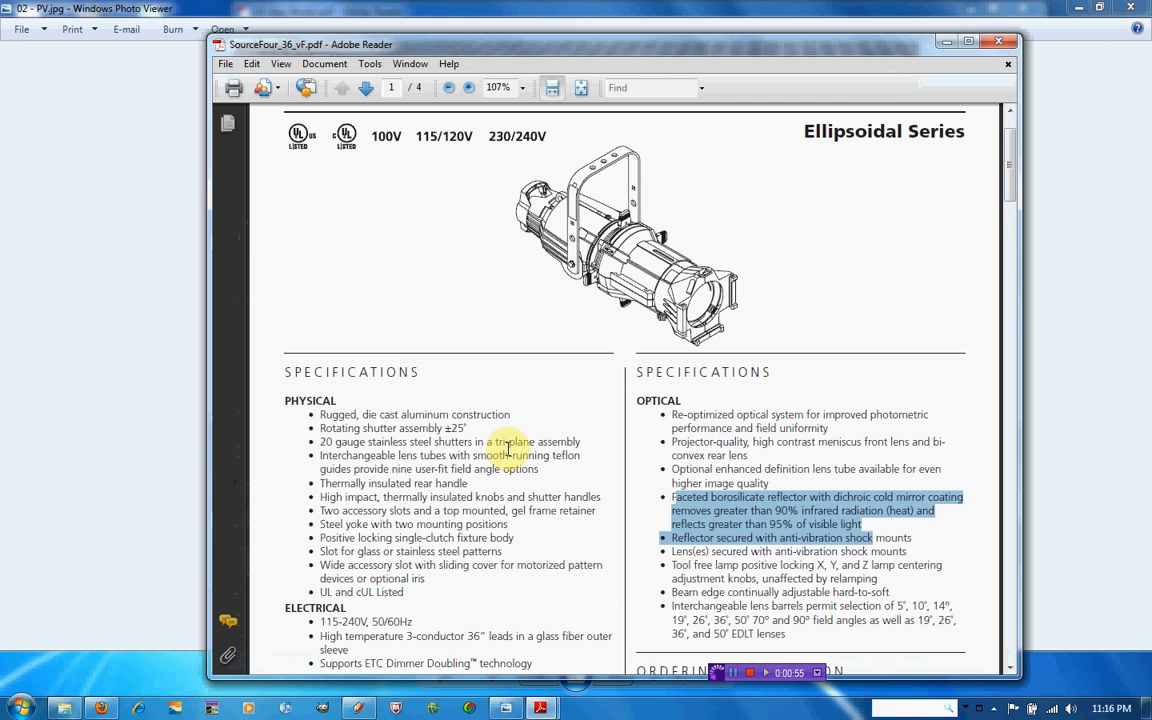 02 - PV.jpg - Windows Photo Viewer
File Print E-mail Burn Open
SourceFour_36_vF.pdf - Adobe Reader
File Edit View Document Tools Window Help
1 / 4 107% Find
UL US LISTED C UL LISTED 100V 115/120V 230/240V
Ellipsoidal Series
SPECIFICATIONS
PHYSICAL
• Rugged, die cast aluminum construction
• Rotating shutter assembly ±25°
• 20 gauge stainless steel shutters in a tri-plane assembly
• Interchangeable lens tubes with smooth-running teflon
guides provide nine user-fit field angle options
• Thermally insulated rear handle
• High impact, thermally insulated knobs and shutter handles
• Two accessory slots and a top mounted, gel frame retainer
• Steel yoke with two mounting positions
• Positive locking single-clutch fixture body
• Slot for glass or stainless steel patterns
• Wide accessory slot with sliding cover for motorized pattern
devices or optional iris
• UL and cUL Listed
ELECTRICAL
• 115-240V, 50/60Hz
• High temperature 3-conductor 36” leads in a glass fiber outer
sleeve
• Supports ETC Dimmer Doubling™ technology
SPECIFICATIONS
OPTICAL
• Re-optimized optical system for improved photometric
performance and field uniformity
• Projector-quality, high contrast meniscus front lens and bi-
convex rear lens
• Optional enhanced definition lens tube available for even
higher image quality
• Faceted borosilicate reflector with dichroic cold mirror coating
removes greater than 90% infrared radiation (heat) and
reflects greater than 95% of visible light
• Reflector secured with anti-vibration shock mounts
• Lens(es) secured with anti-vibration shock mounts
• Tool free lamp positive locking X, Y, and Z lamp centering
adjustment knobs, unaffected by relamping
• Beam edge continually adjustable hard-to-soft
• Interchangeable lens barrels permit selection of 5°, 10°, 14°,
19°, 26°, 36°, 50° 70° and 90° field angles as well as 19°, 26°,
36°, and 50° EDLT lenses
0:00:55
11:16 PM